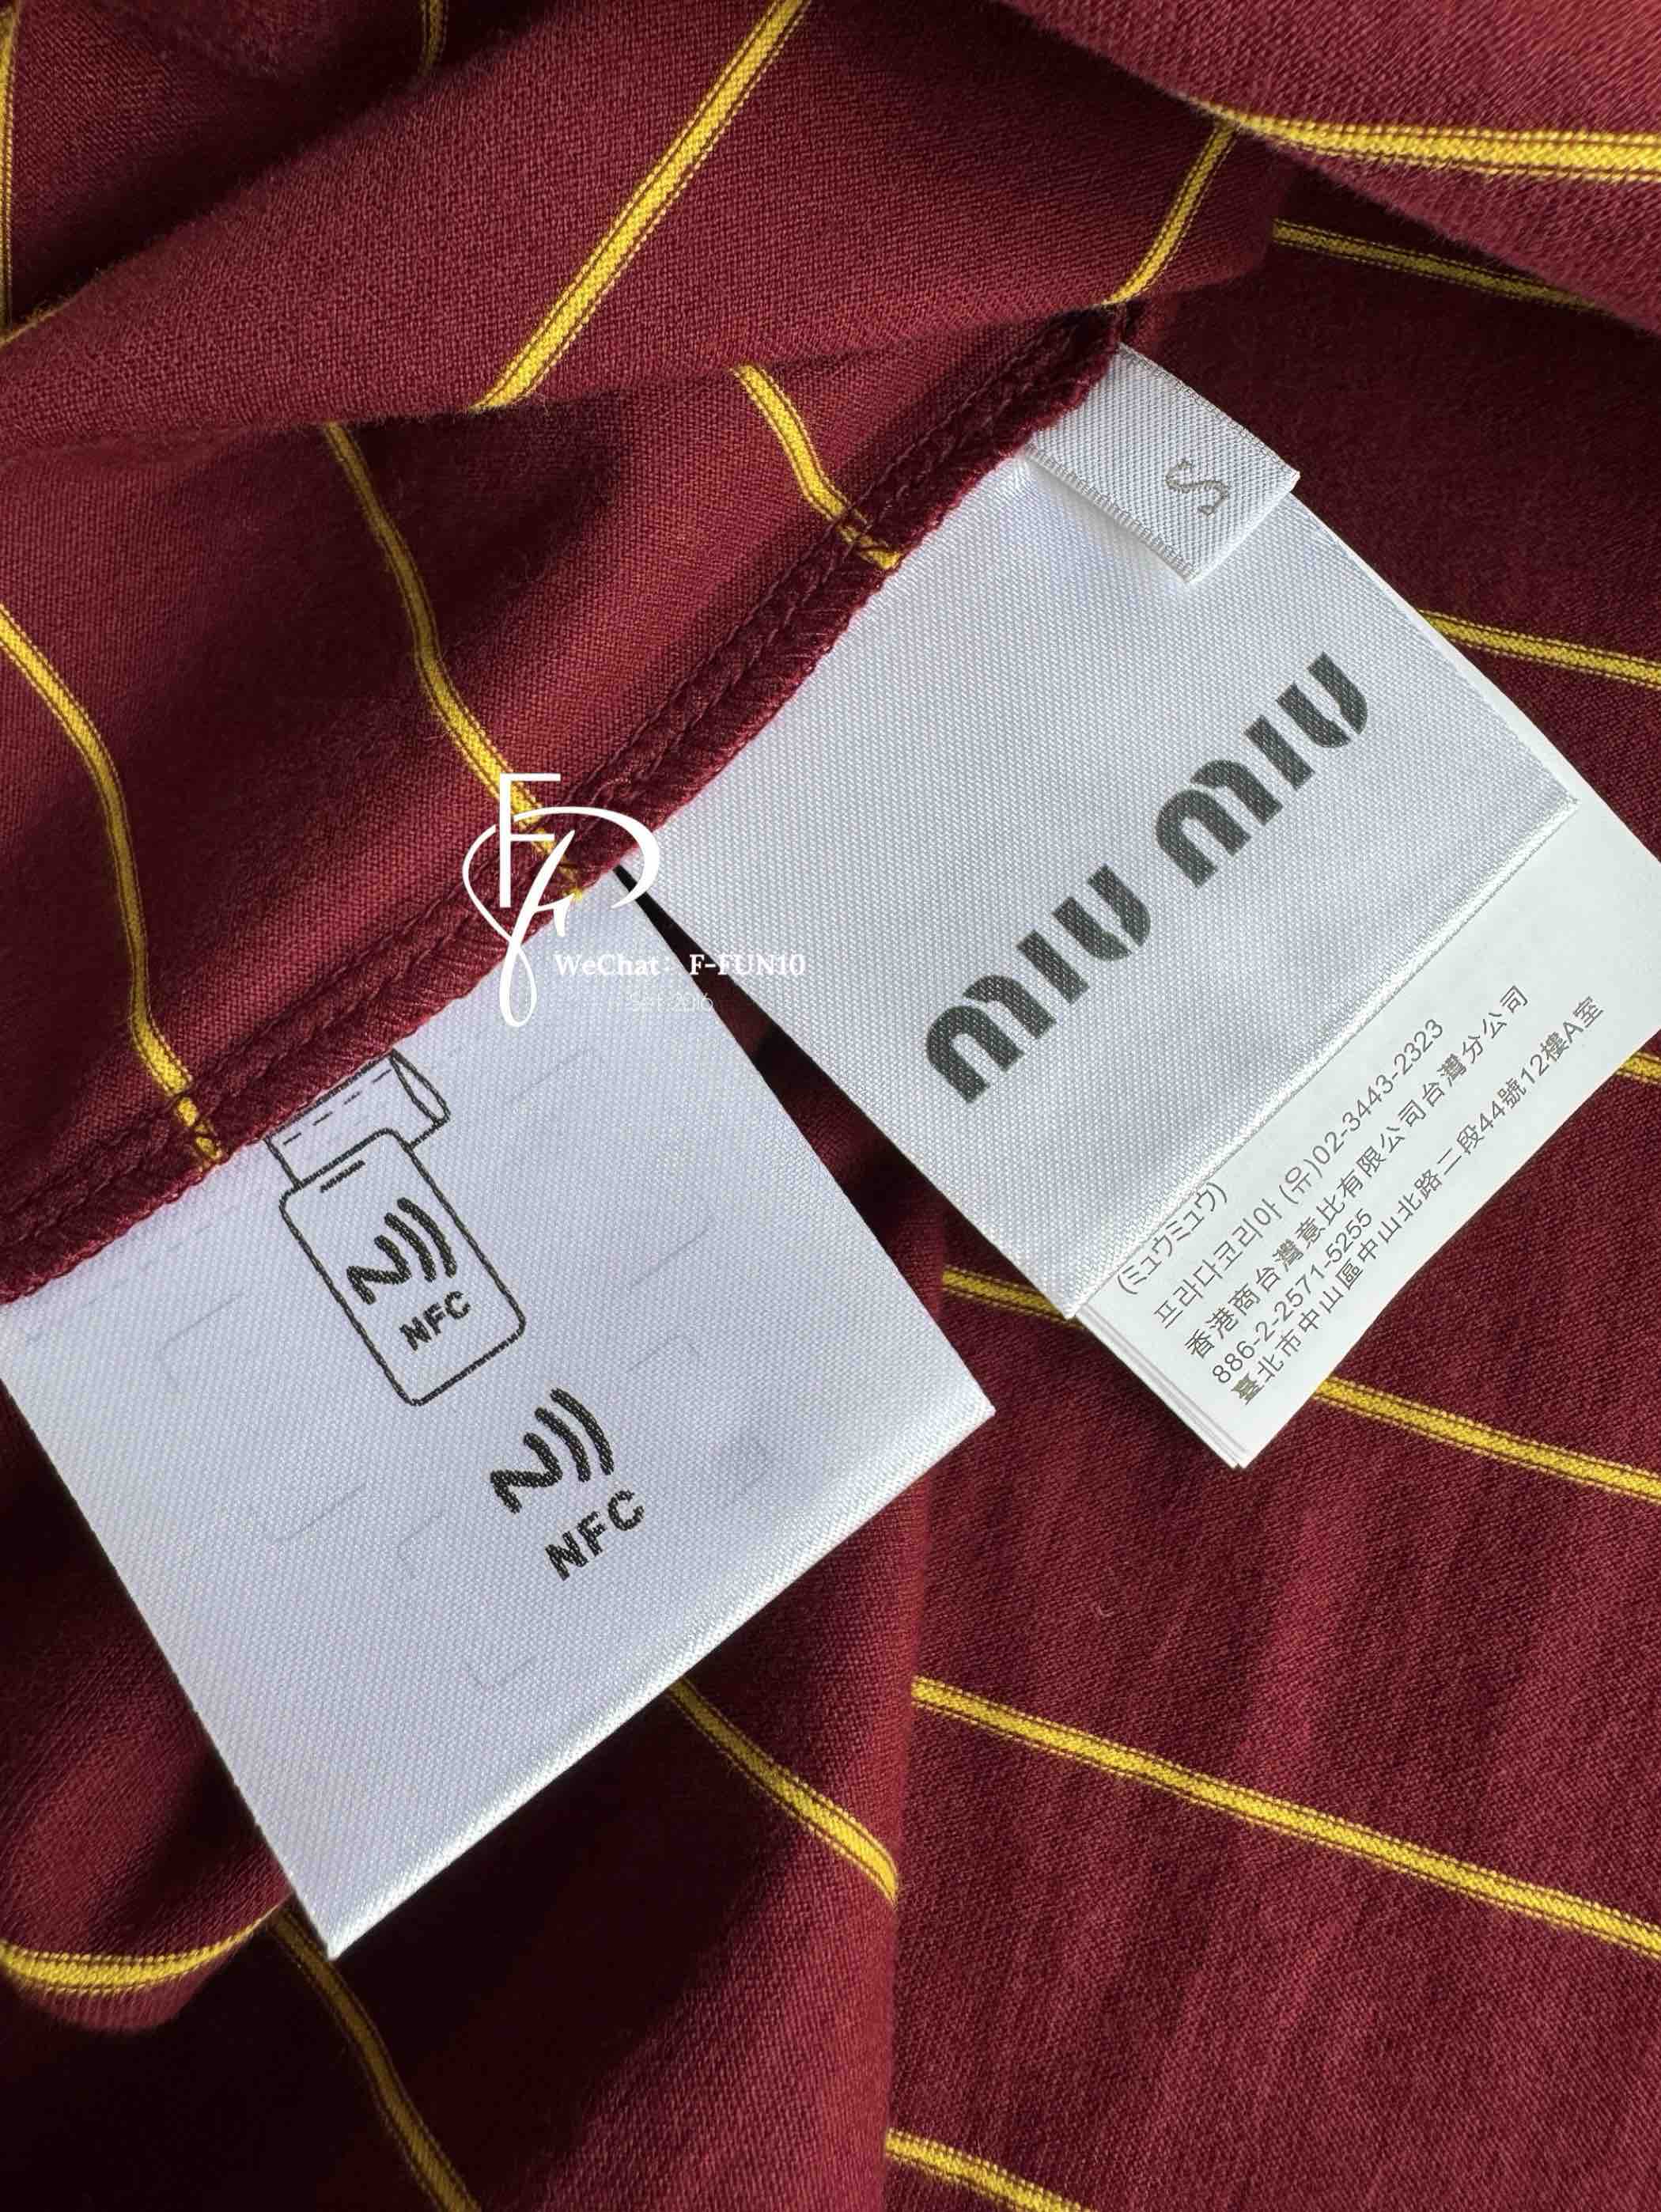 S
MIU MIU
(ミュウミュウ)
프라다코리아 (유)02-3443-2323
香港商台灣意比有限公司台灣分公司
886-2-2571-5255
臺北市中山區中山北路二段44號12樓A室
WeChat: F-FUN10
NFC
NFC